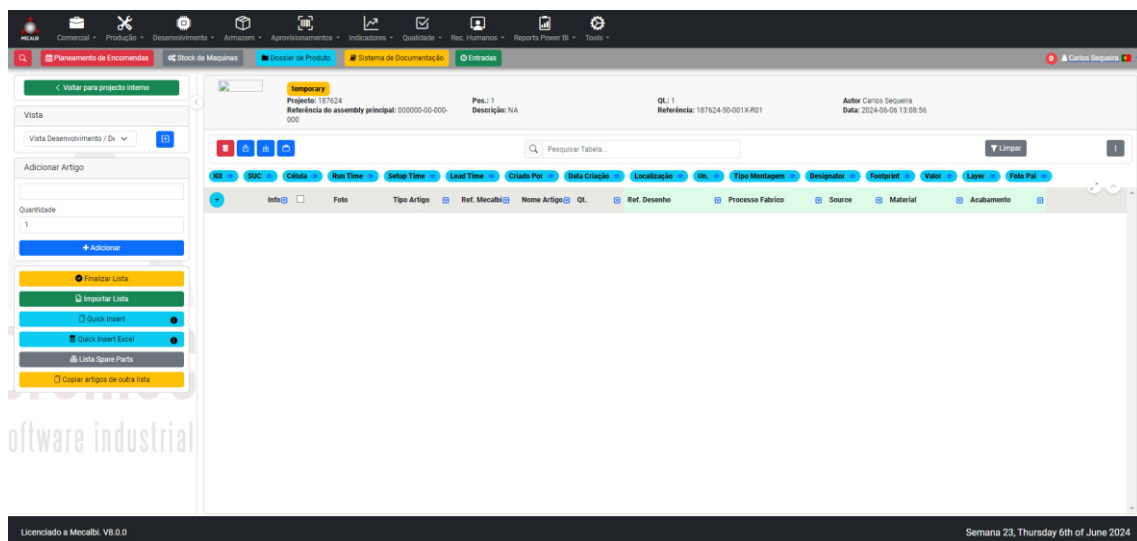 MECALBI
Comercial
Produção
Desenvolvimento
Armazem
Aprovisionamentos
Indicadores
Qualidade
Rec. Humanos
Reports Power BI
Tools
Planeamento de Encomendas
Stock de Maquinas
Dossier de Produto
Sistema de Documentação
Entradas
0
Carlos Sequeira
< Voltar para projecto interno
Vista
Vista Desenvolvimento / De
Adicionar Artigo
Quantidade
1
+ Adicionar
Finalizar Lista
Importar Lista
Quick Insert
Quick Insert Excel
Lista Spare Parts
Copiar artigos de outra lista
oftware industrial
temporary
Projecto: 187624
Referência do assembly principal: 000000-00-000-
000
Pos.: 1
Descrição: NA
Qt.: 1
Referência: 187624-50-001X-R01
Autor Carlos Sequeira
Data: 2024-06-06 13:08:56
Pesquisar Tabela...
Limpar
Kit
SUC
Célula
Run Time
Setup Time
Lead Time
Criado Por
Data Criação
Localização
Un.
Tipo Montagem
Designator
Footprint
Valor
Layer
Foto Pai
+
Info
Foto
Tipo Artigo
Ref. Mecalbi
Nome Artigo
Qt.
Ref. Desenho
Processo Fabrico
Source
Material
Acabamento
Licenciado a Mecalbi. V8.0.0
Semana 23, Thursday 6th of June 2024